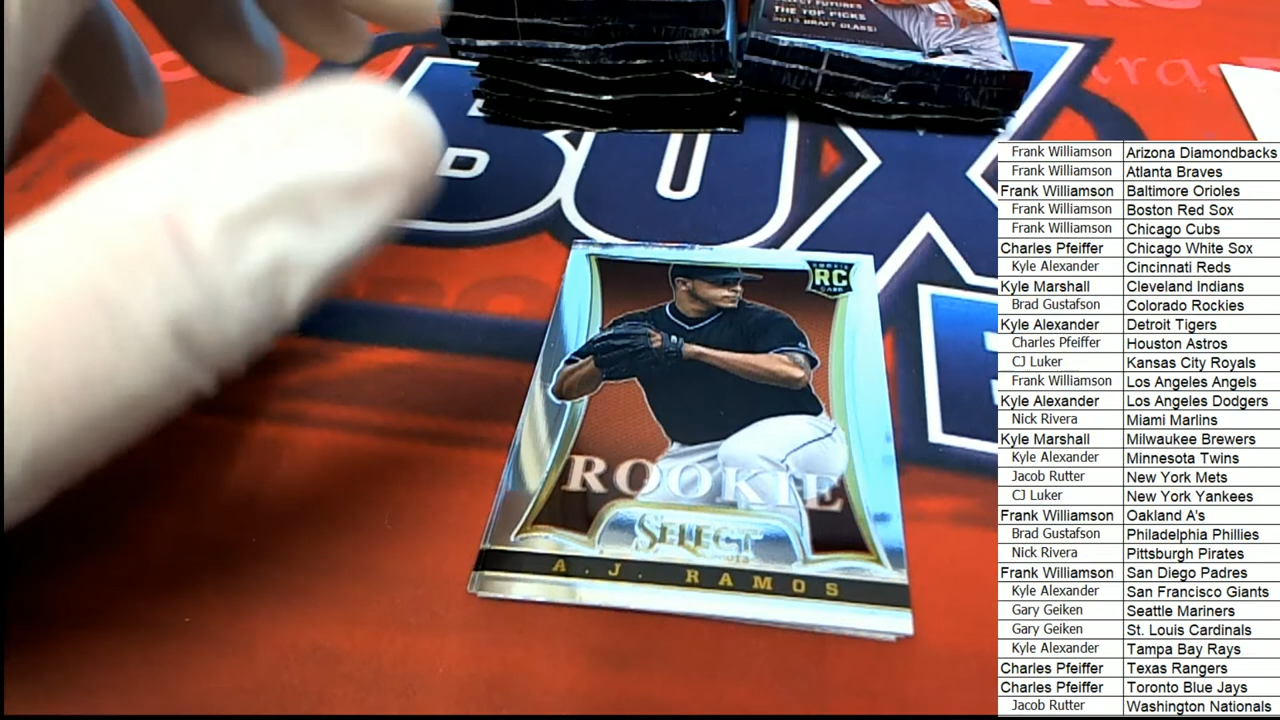 SELECT FUTURES
THE TOP PICKS
2013 DRAFT CLASS!
BOX
ROOKIE
RC
CARD
ROOKIE
SELECT
2013
A.J. RAMOS
Frank Williamson Arizona Diamondbacks
Frank Williamson Atlanta Braves
Frank Williamson Baltimore Orioles
Frank Williamson Boston Red Sox
Frank Williamson Chicago Cubs
Charles Pfeiffer Chicago White Sox
Kyle Alexander Cincinnati Reds
Kyle Marshall Cleveland Indians
Brad Gustafson Colorado Rockies
Kyle Alexander Detroit Tigers
Charles Pfeiffer Houston Astros
CJ Luker Kansas City Royals
Frank Williamson Los Angeles Angels
Kyle Alexander Los Angeles Dodgers
Nick Rivera Miami Marlins
Kyle Marshall Milwaukee Brewers
Kyle Alexander Minnesota Twins
Jacob Rutter New York Mets
CJ Luker New York Yankees
Frank Williamson Oakland A's
Brad Gustafson Philadelphia Phillies
Nick Rivera Pittsburgh Pirates
Frank Williamson San Diego Padres
Kyle Alexander San Francisco Giants
Gary Geiken Seattle Mariners
Gary Geiken St. Louis Cardinals
Kyle Alexander Tampa Bay Rays
Charles Pfeiffer Texas Rangers
Charles Pfeiffer Toronto Blue Jays
Jacob Rutter Washington Nationals